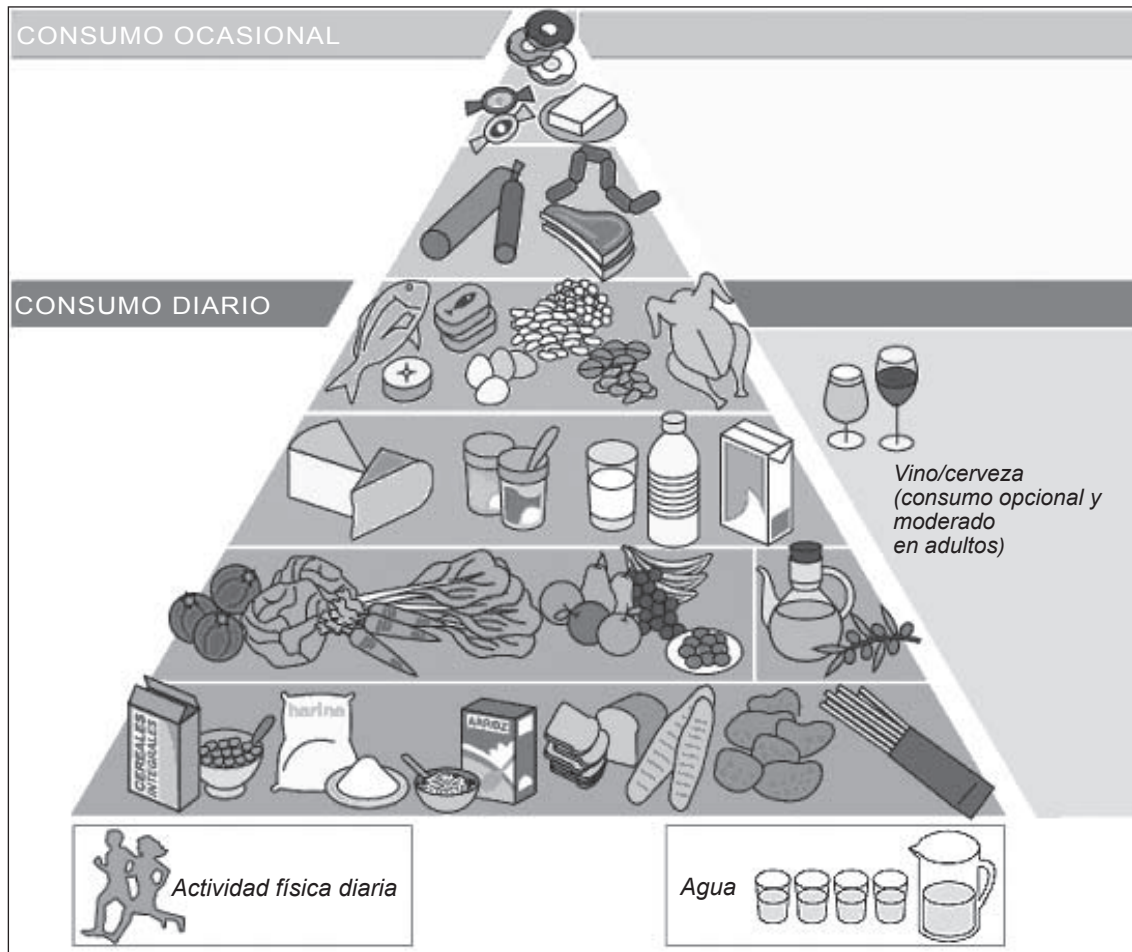 CONSUMO OCASIONAL
CONSUMO DIARIO
Vino/cerveza
(consumo opcional y
moderado
en adultos)
CEREALES
INTEGRALES
harina
ARROZ
Actividad física diaria
Agua